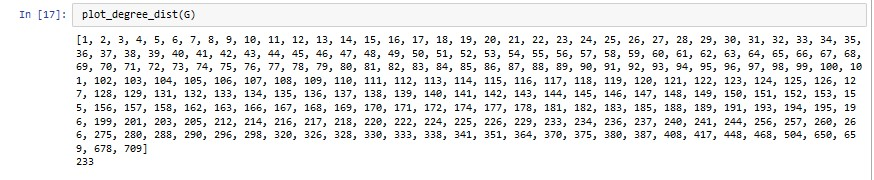 In [17]: plot_degree_dist(G)
[1, 2, 3, 4, 5, 6, 7, 8, 9, 10, 11, 12, 13, 14, 15, 16, 17, 18, 19, 20, 21, 22, 23, 24, 25, 26, 27, 28, 29, 30, 31, 32, 33, 34, 35,
36, 37, 38, 39, 40, 41, 42, 43, 44, 45, 46, 47, 48, 49, 50, 51, 52, 53, 54, 55, 56, 57, 58, 59, 60, 61, 62, 63, 64, 65, 66, 67, 68,
69, 70, 71, 72, 73, 74, 75, 76, 77, 78, 79, 80, 81, 82, 83, 84, 85, 86, 87, 88, 89, 90, 91, 92, 93, 94, 95, 96, 97, 98, 99, 100, 10
1, 102, 103, 104, 105, 106, 107, 108, 109, 110, 111, 112, 113, 114, 115, 116, 117, 118, 119, 120, 121, 122, 123, 124, 125, 126, 12
7, 128, 129, 131, 132, 133, 134, 135, 136, 137, 138, 139, 140, 141, 142, 143, 144, 145, 146, 147, 148, 149, 150, 151, 152, 153, 15
5, 156, 157, 158, 162, 163, 166, 167, 168, 169, 170, 171, 172, 174, 177, 178, 181, 182, 183, 185, 188, 189, 191, 193, 194, 195, 19
6, 199, 201, 203, 205, 212, 214, 216, 217, 218, 220, 222, 224, 225, 226, 229, 233, 234, 236, 237, 240, 241, 244, 256, 257, 260, 26
6, 275, 280, 288, 290, 296, 298, 320, 326, 328, 330, 333, 338, 341, 351, 364, 370, 375, 380, 387, 408, 417, 448, 468, 504, 650, 65
9, 678, 709]
233